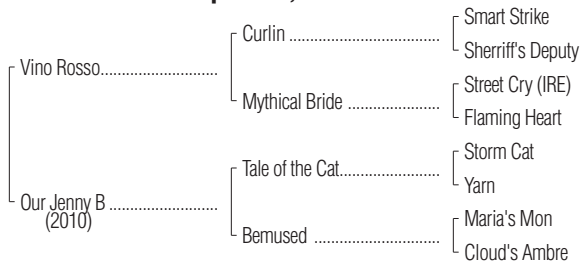 Smart Strike
Curlin
Sherriff's Deputy
Vino Rosso
Street Cry (IRE)
Mythical Bride
Flaming Heart
Storm Cat
Tale of the Cat
Yarn
Our Jenny B
(2010)
Maria's Mon
Bemused
Cloud's Ambre